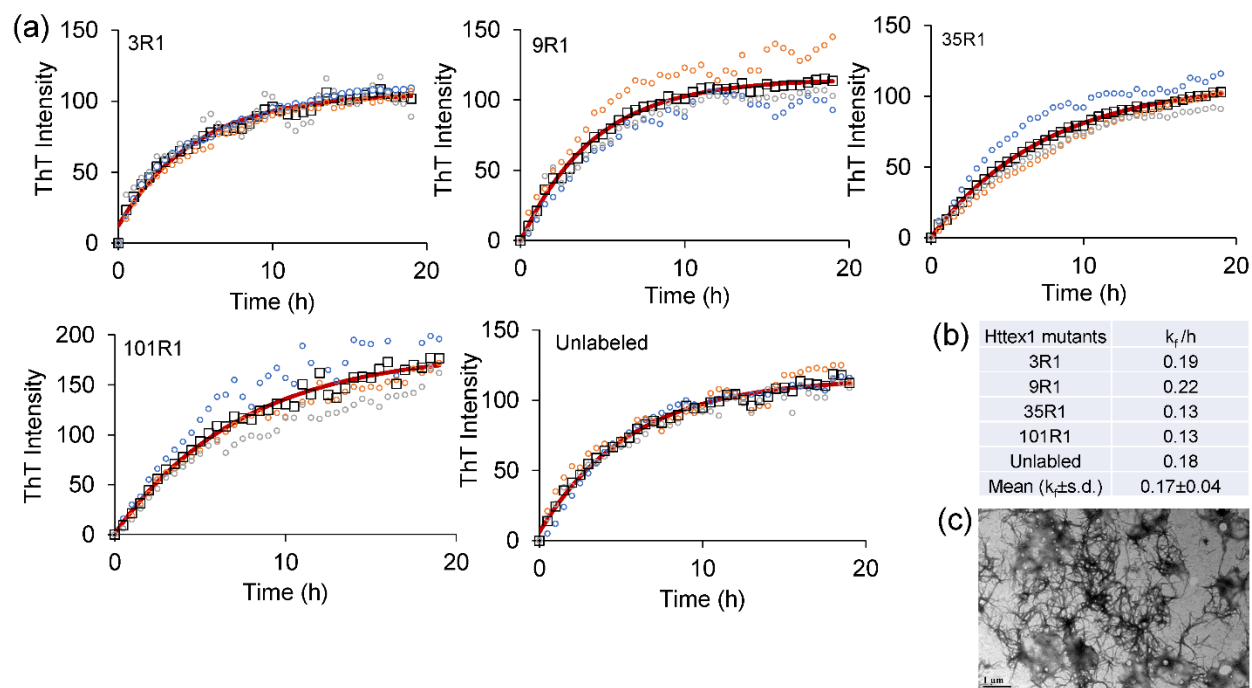 (a)
3R1
150
100
50
0
0
10
20
ThT Intensity
Time (h)
9R1
150
100
50
0
0
10
20
ThT Intensity
Time (h)
35R1
150
100
50
0
0
10
20
ThT Intensity
Time (h)
101R1
200
150
100
50
0
0
10
20
ThT Intensity
Time (h)
Unlabeled
150
100
50
0
0
10
20
ThT Intensity
Time (h)
(b)
Httex1 mutants kf /h
3R1 0.19
9R1 0.22
35R1 0.13
101R1 0.13
Unlabled 0.18
Mean (kf±s.d.) 0.17±0.04
(c)
1 µm